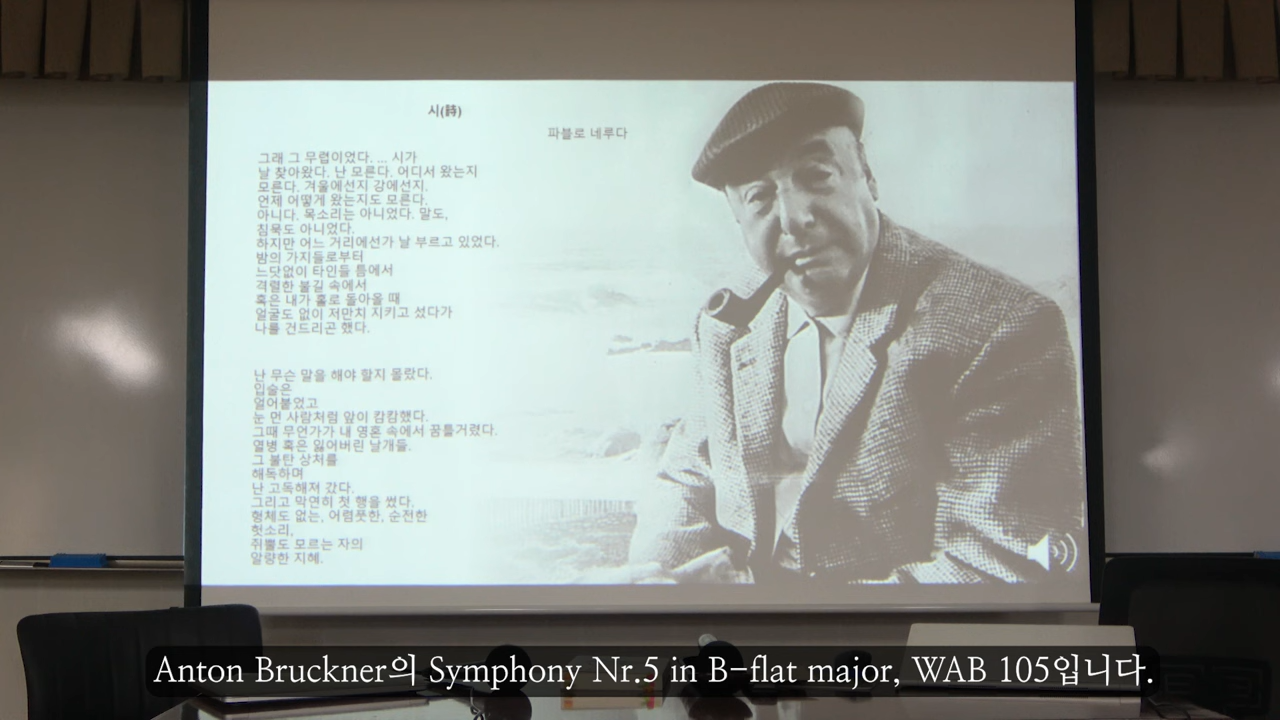 시(詩)
파블로 네루다
그래 그 무렵이었다. ... 시가
날 찾아왔다. 난 모른다. 어디서 왔는지
모른다. 겨울에선지 강에선지.
언제 어떻게 왔는지도 모른다.
아니다. 목소리는 아니었다. 말도,
침묵도 아니었다.
하지만 어느 거리에선가 날 부르고 있었다.
밤의 가지들로부터
느닷없이 타인들 틈에서
격렬한 불길 속에서
혹은 내가 홀로 돌아올 때
얼굴도 없이 저만치 지키고 섰다가
나를 건드리곤 했다.
난 무슨 말을 해야 할지 몰랐다.
입술은
얼어붙었고
눈 먼 사람처럼 앞이 캄캄했다.
그때 무언가가 내 영혼 속에서 꿈틀거렸다.
열병 혹은 잃어버린 날개들.
그 불탄 상처를
해독하며
난 고독해져 갔다.
그리고 막연히 첫 행을 썼다.
형체도 없는, 어렴풋한, 순전한
헛소리,
쥐뿔도 모르는 자의
알량한 지혜.
Anton Bruckner의 Symphony Nr.5 in B-flat major, WAB 105입니다.